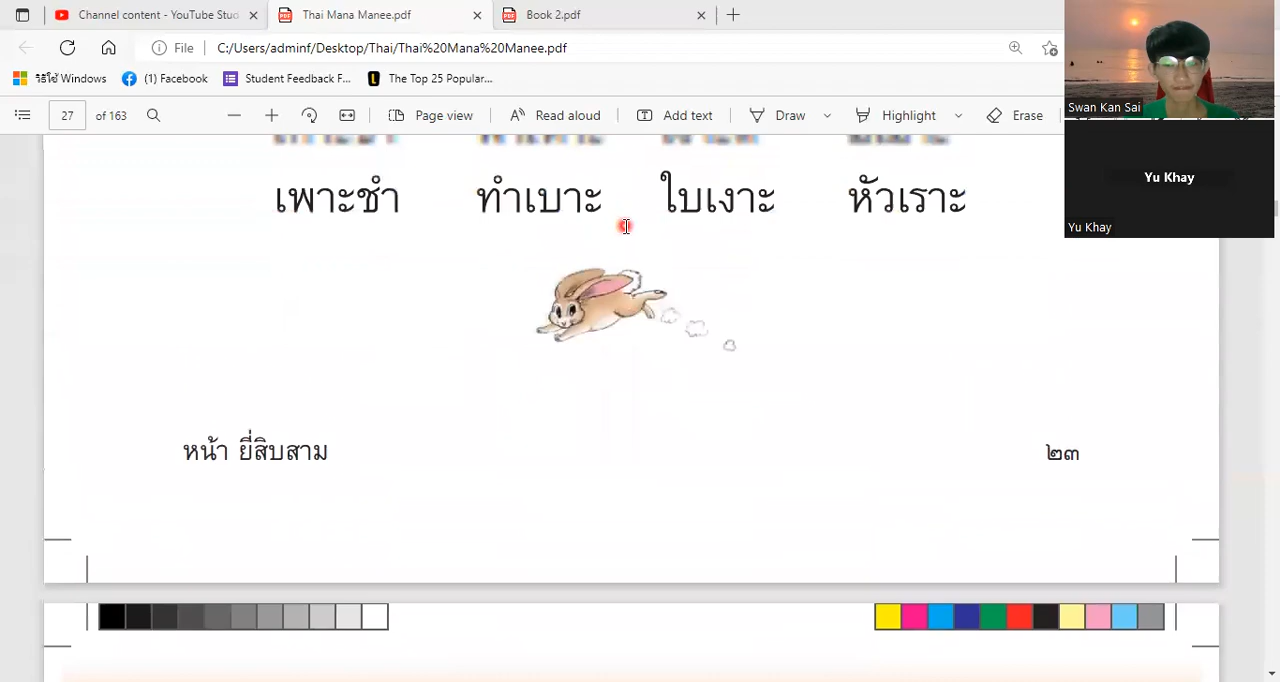 Channel content - YouTube Stud
Thai Mana Manee.pdf
Book 2.pdf
File
C:/Users/adminf/Desktop/Thai/Thai%20Mana%20Manee.pdf
วิธีใช้ Windows
(1) Facebook
Student Feedback F...
The Top 25 Popular...
27
of 163
Page view
Read aloud
Add text
Draw
Highlight
Erase
Swan Kan Sai
Yu Khay
Yu Khay
เพาะชำ ทำเบาะ ใบเงาะ หัวเราะ
หน้า ยี่สิบสาม
๒๓